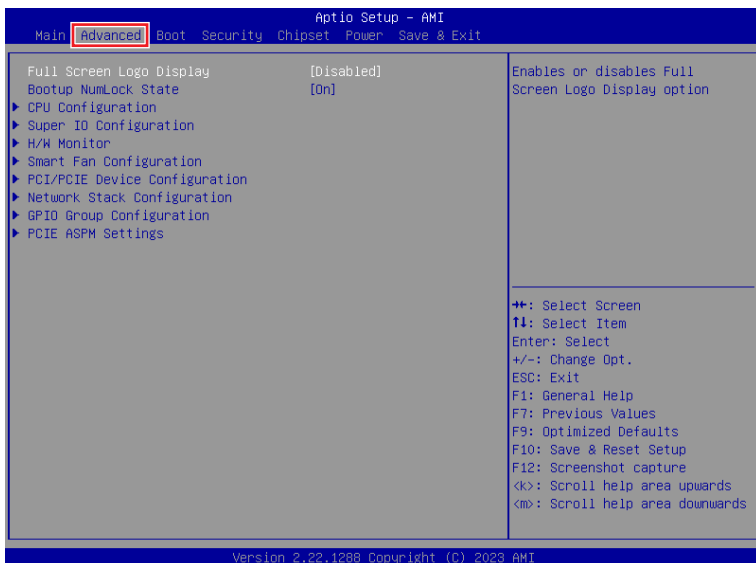 Aptio Setup – AMI
Main Advanced Boot Security Chipset Power Save & Exit
Full Screen Logo Display [Disabled]
Bootup NumLock State [On]
CPU Configuration
Super IO Configuration
H/W Monitor
Smart Fan Configuration
PCI/PCIE Device Configuration
Network Stack Configuration
GPIO Group Configuration
PCIE ASPM Settings
Enables or disables Full
Screen Logo Display option
→←: Select Screen
↑↓: Select Item
Enter: Select
+/-: Change Opt.
ESC: Exit
F1: General Help
F7: Previous Values
F9: Optimized Defaults
F10: Save & Reset Setup
F12: Screenshot capture
<k>: Scroll help area upwards
<m>: Scroll help area downwards
Version 2.22.1288 Copyright (C) 2023 AMI